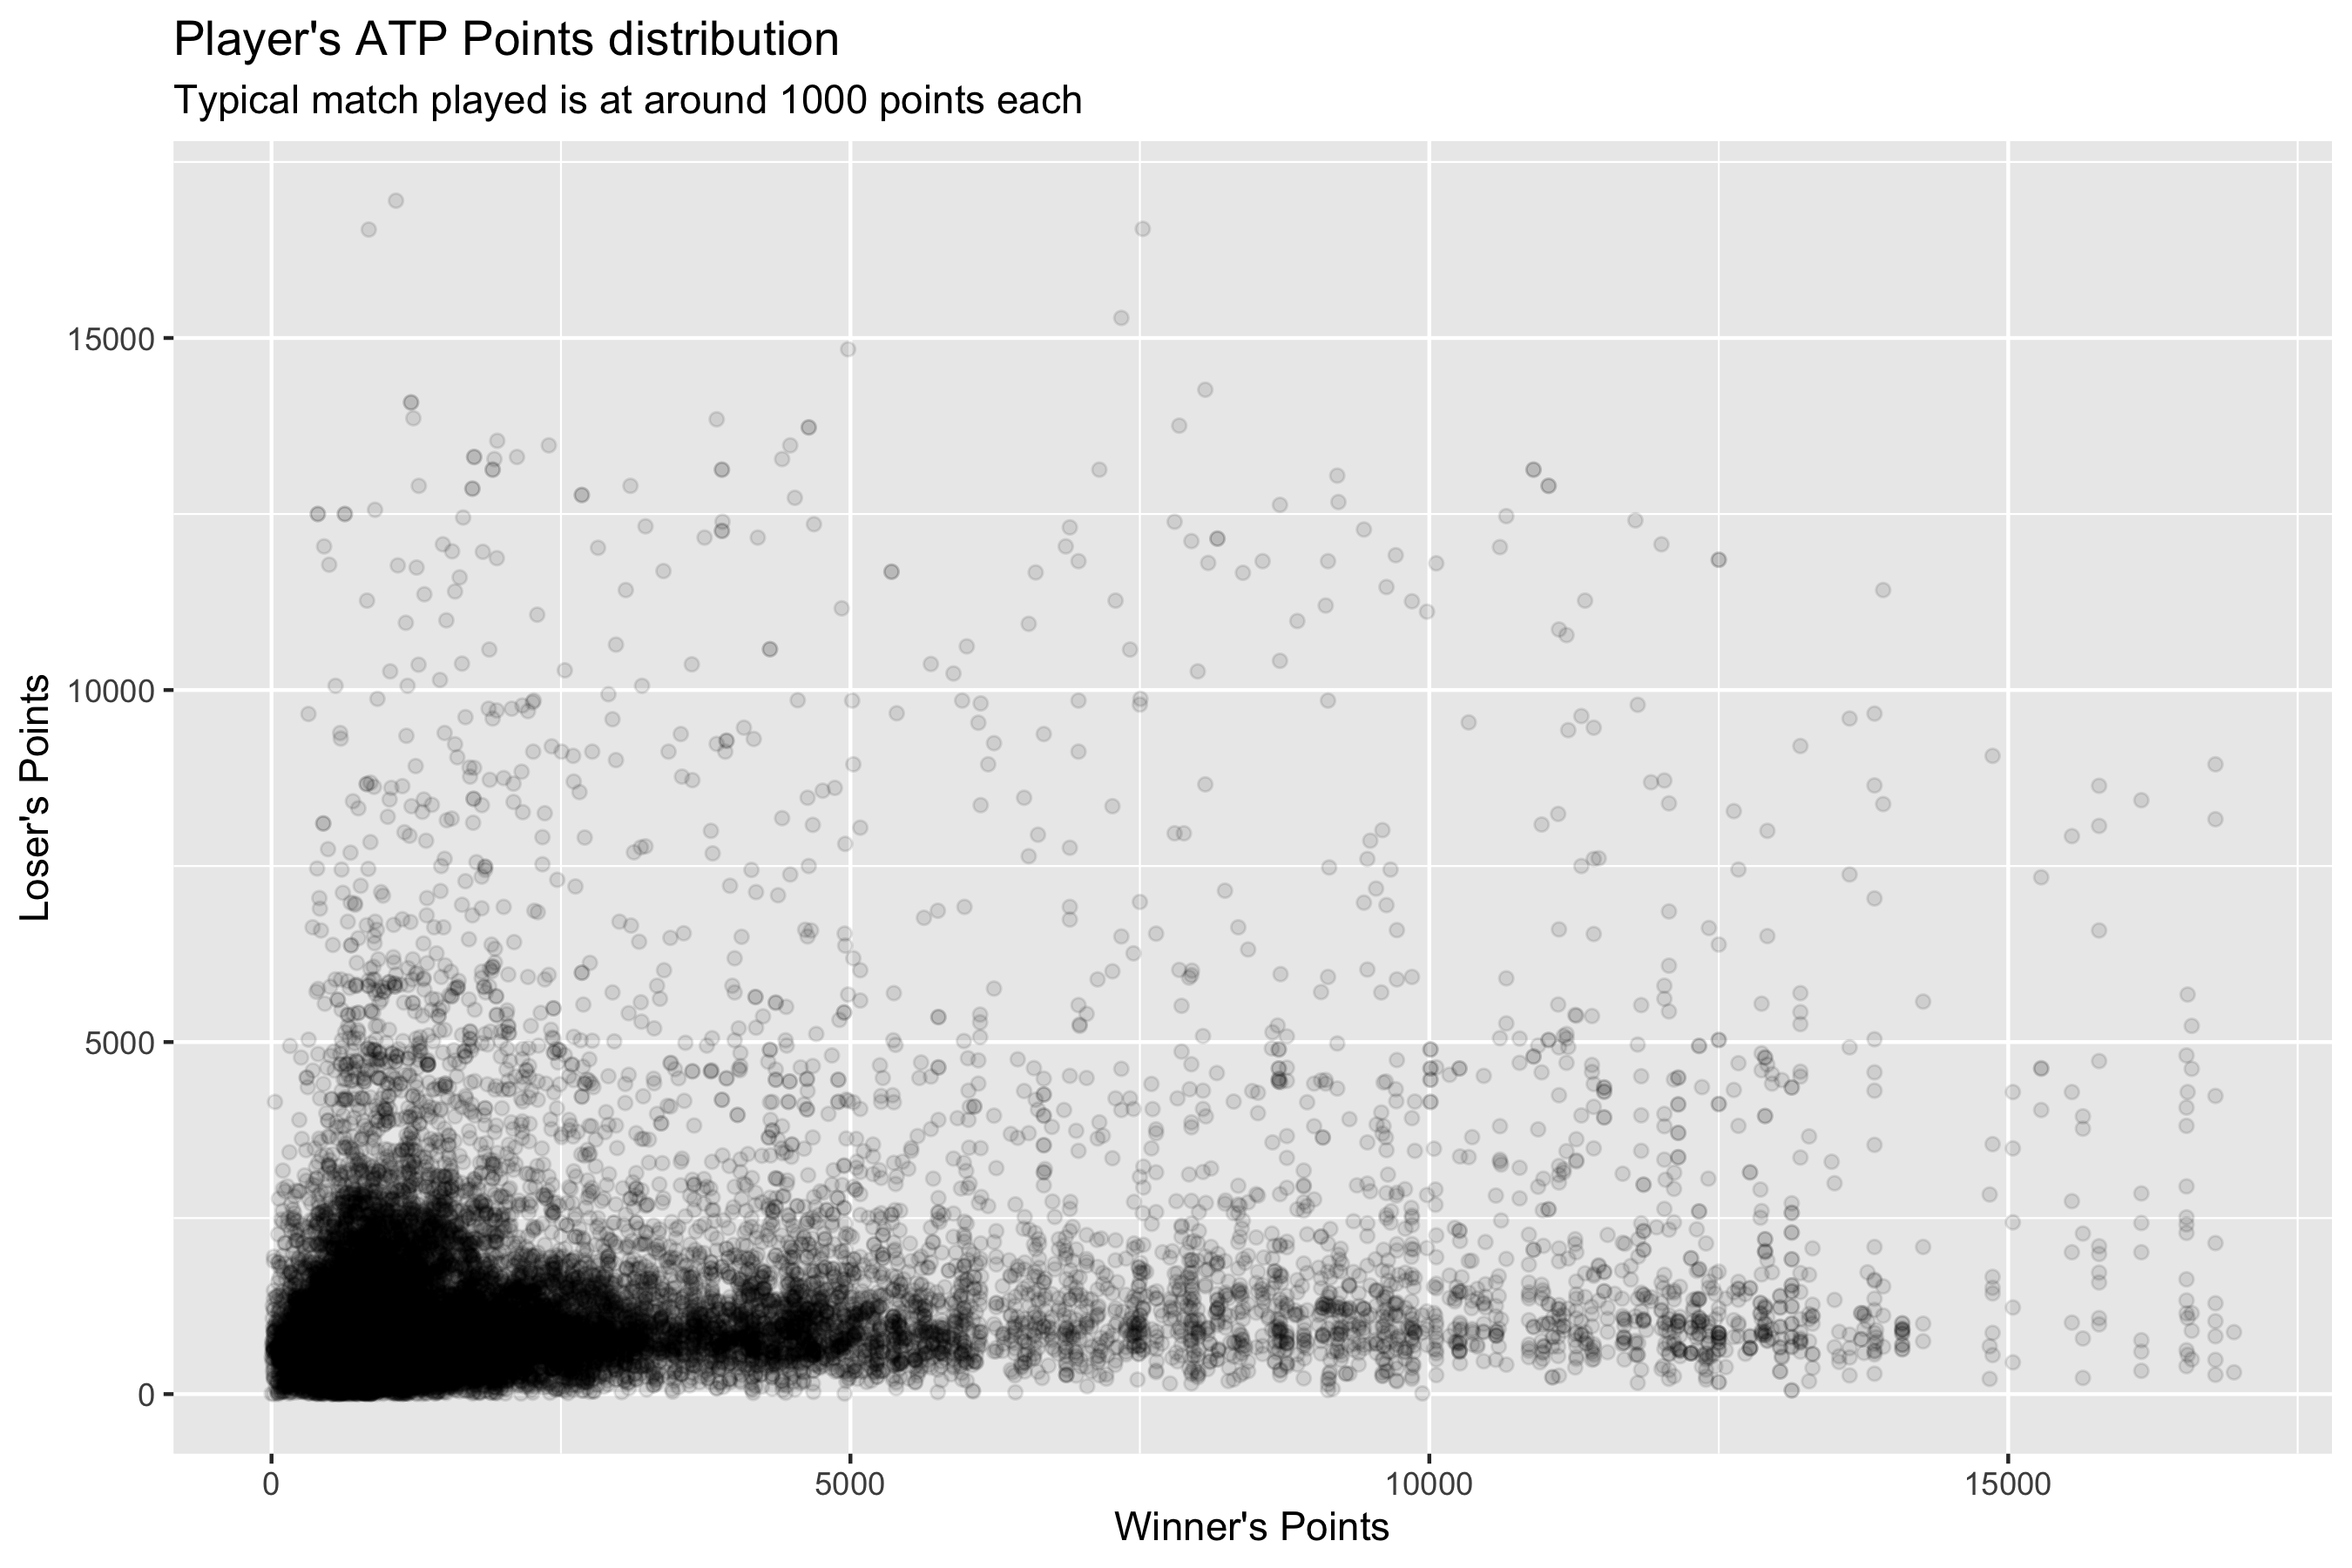 Player's ATP Points distribution
Typical match played is at around 1000 points each
Loser's Points
15000
10000
5000
0
0
5000
10000
15000
Winner's Points